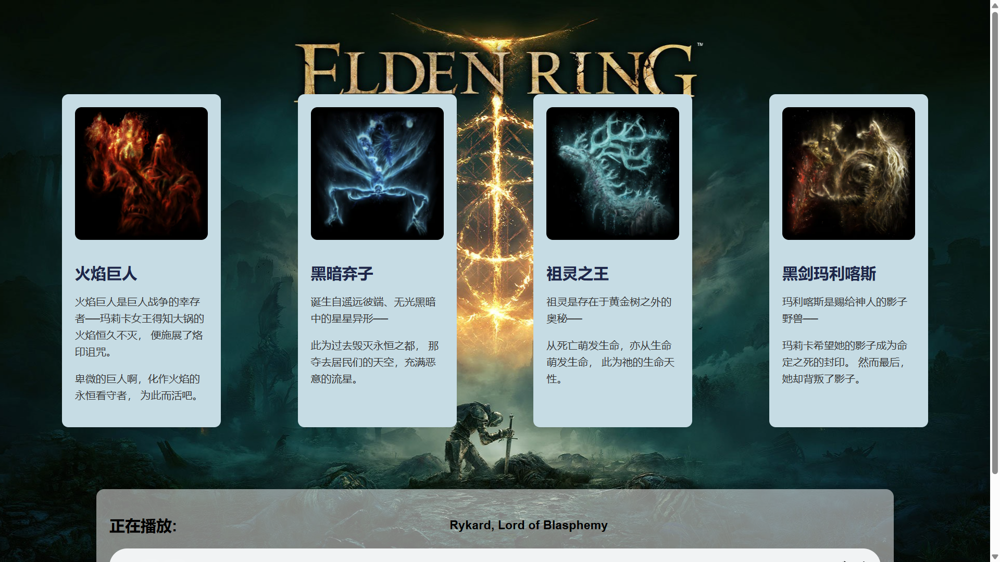 ELDEN RING
TM
火焰巨人
火焰巨人是巨人战争的幸存
者——玛莉卡女王得知大锅的
火焰恒久不灭， 便施展了烙
印诅咒。
卑微的巨人啊，化作火焰的
永恒看守者， 为此而活吧。
黑暗弃子
诞生自遥远彼端、无光黑暗
中的星星异形——
此为过去毁灭永恒之都， 那
夺去居民们的天空，充满恶
意的流星。
祖灵之王
祖灵是存在于黄金树之外的
奥秘——
从死亡萌发生命，亦从生命
萌发生命， 此为祂的生命天
性。
黑剑玛利喀斯
玛利喀斯是赐给神人的影子
野兽——
玛莉卡希望她的影子成为命
定之死的封印。 然而最后，
她却背叛了影子。
正在播放:
Rykard, Lord of Blasphemy